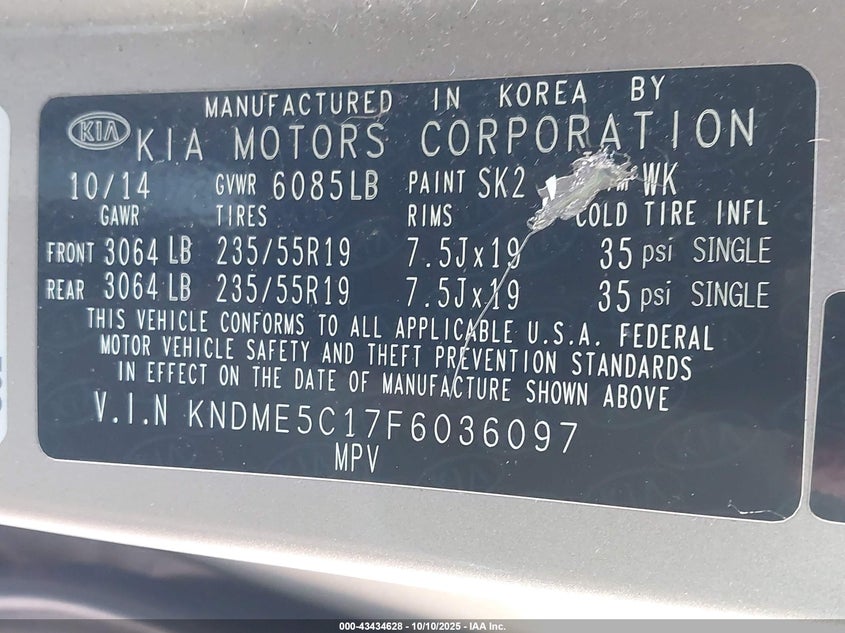 MANUFACTURED IN KOREA BY
KIA KIA MOTORS CORPORATION
10/14 GVWR 6085LB PAINT SK2 WK
GAWR TIRES RIMS COLD TIRE INFL
FRONT 3064 LB 235/55R19 7.5Jx19 35 psi SINGLE
REAR 3064 LB 235/55R19 7.5Jx19 35 psi SINGLE
THIS VEHICLE CONFORMS TO ALL APPLICABLE U.S.A. FEDERAL
MOTOR VEHICLE SAFETY AND THEFT PREVENTION STANDARDS
IN EFFECT ON THE DATE OF MANUFACTURE SHOWN ABOVE
V.I.N KNDME5C17F6036097
MPV
000-43434628 - 10/10/2025 - IAA Inc.